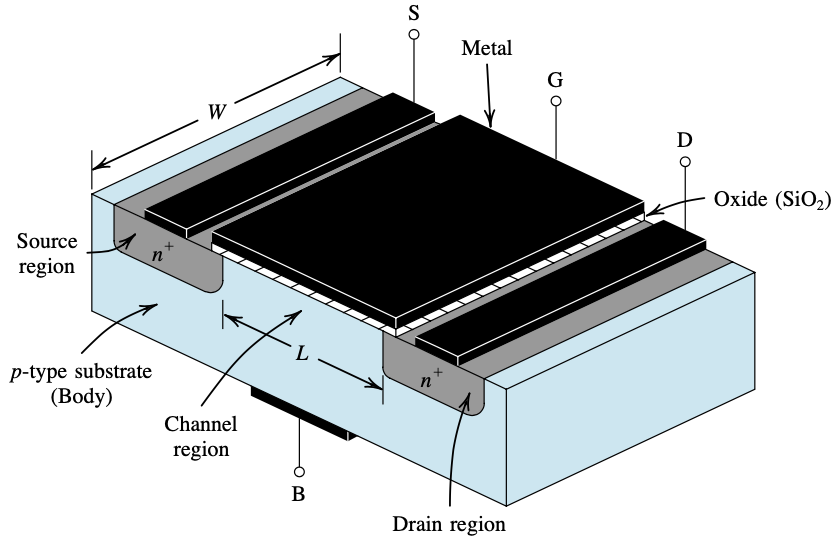 S
Metal
W
G
D
Oxide (SiO₂)
Source
region
n⁺
p-type substrate
(Body)
L
n⁺
Channel
region
B
Drain region